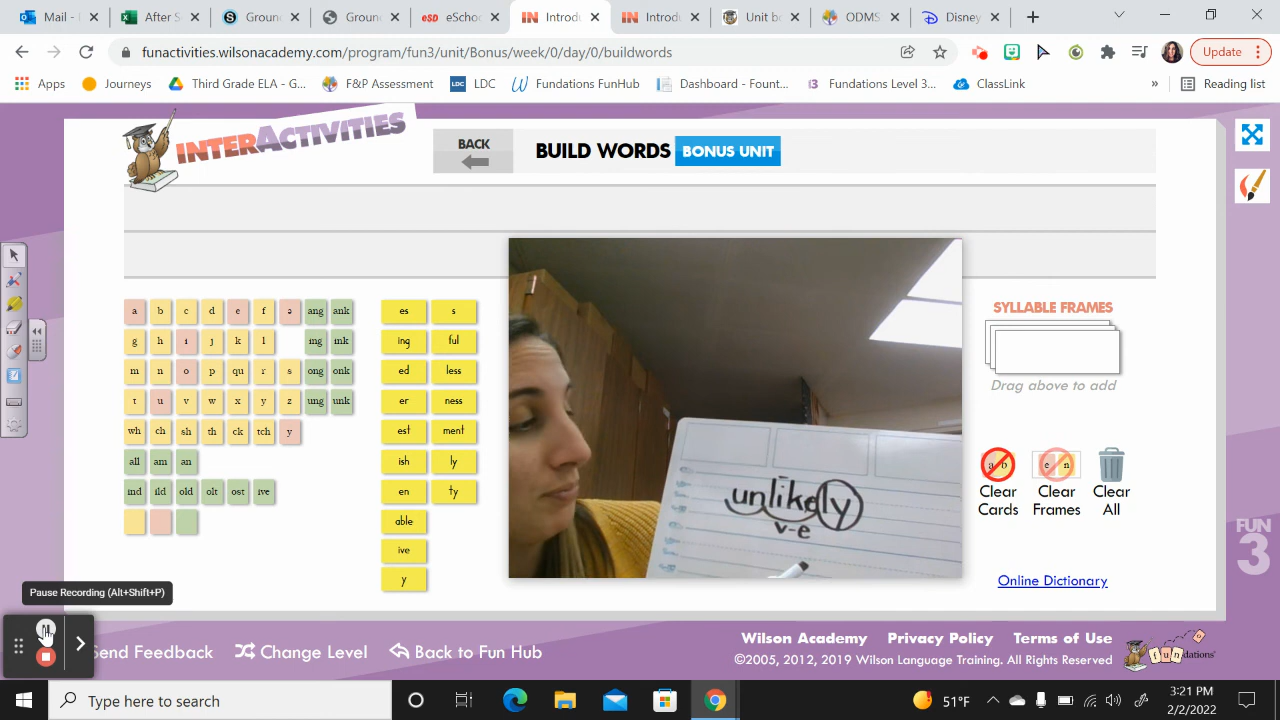 Mail -
After S
Groun
Groun
eSchoo
Introdu
Introdu
Unit bo
ODMS
Disney
funactivities.wilsonacademy.com/program/fun3/unit/Bonus/week/0/day/0/buildwords
Update
Apps
Journeys
Third Grade ELA - G...
F&P Assessment
LDC
Fundations FunHub
Dashboard - Fount...
Fundations Level 3...
ClassLink
»
Reading list
INTERACTIVITIES
BACK
BUILD WORDS BONUS UNIT
a b c d e f ə ang ank
g h i j k l ing ink
m n o p qu r s ong onk
t u v w x y z ung unk
wh ch sh th ck tch y
all am an
ind ild old olt ost ive
es s
ing ful
ed less
er ness
est ment
ish ly
en ty
able
ive
y
unlikely
v-e
SYLLABLE FRAMES
Drag above to add
a b
e n
Clear Cards
Clear Frames
Clear All
Online Dictionary
FUN
3
Pause Recording (Alt+Shift+P)
Send Feedback
Change Level
Back to Fun Hub
Wilson Academy
Privacy Policy
Terms of Use
©2005, 2012, 2019 Wilson Language Training. All Rights Reserved
fundations
Type here to search
51°F
3:21 PM
2/2/2022